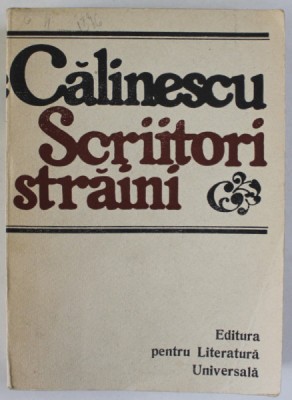 Călinescu
Scriitori
străini
Editura
pentru Literatură
Universală